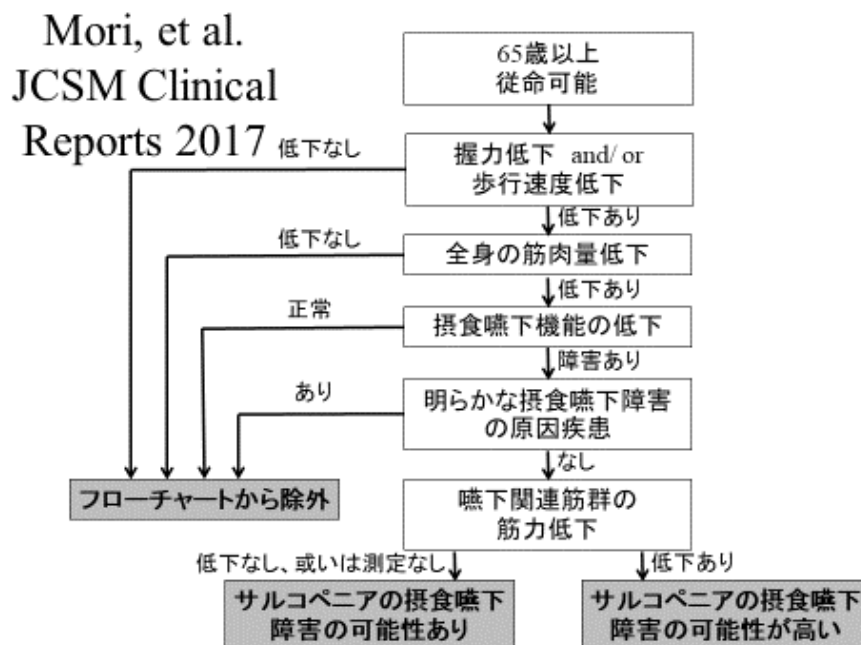 Mori, et al.
JCSM Clinical
Reports 2017
65歳以上
従命可能
低下なし
握力低下 and/or
歩行速度低下
低下あり
低下なし
全身の筋肉量低下
低下あり
正常
摂食嚥下機能の低下
障害あり
あり
明らかな摂食嚥下障害
の原因疾患
なし
フローチャートから除外
嚥下関連筋群の
筋力低下
低下なし、或いは測定なし
低下あり
サルコペニアの摂食嚥下
障害の可能性あり
サルコペニアの摂食嚥下
障害の可能性が高い